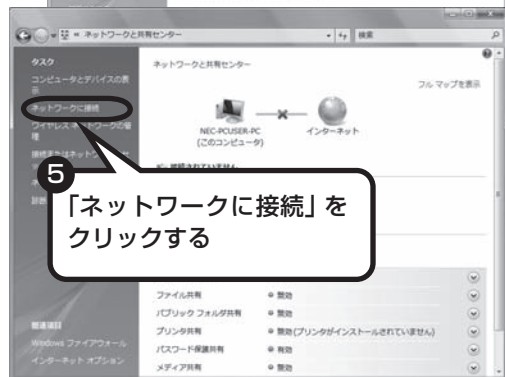 ネットワークと共有センター
検索
タスク
コンピュータとデバイスの表
示
ネットワークに接続
ワイヤレス ネットワークの管
理
ネットワークと共有センター
フル マップを表示
NEC-PCUSER-PC
(このコンピュータ)
インターネット
5
「ネットワークに接続」を
クリックする
ファイル共有 無効
パブリック フォルダ共有 無効
プリンタ共有 無効(プリンタがインストールされていません)
パスワード保護共有 有効
メディア共有 無効
関連項目
Windows ファイアウォール
インターネット オプション